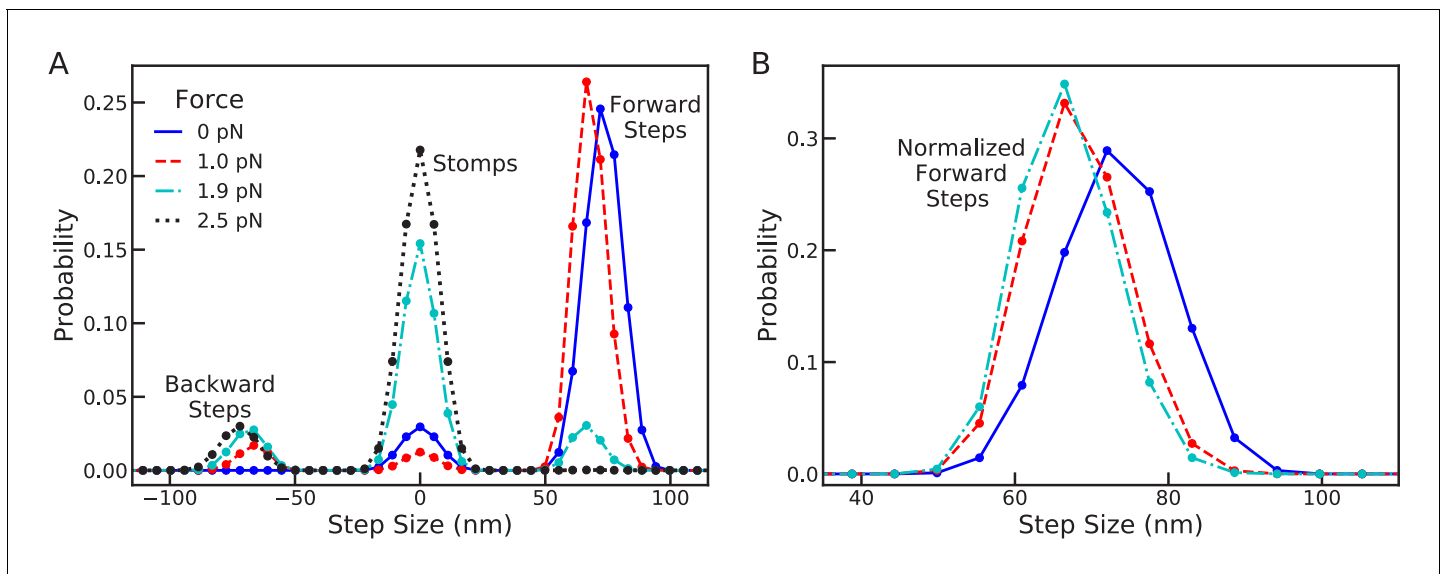 A
Force
0 pN
1.0 pN
1.9 pN
2.5 pN
Backward
Steps
Stomps
Forward
Steps
0.25
0.20
0.15
0.10
0.05
0.00
Probability
−100
−50
0
50
100
Step Size (nm)
B
Normalized
Forward
Steps
0.3
0.2
0.1
0.0
Probability
40
60
80
100
Step Size (nm)